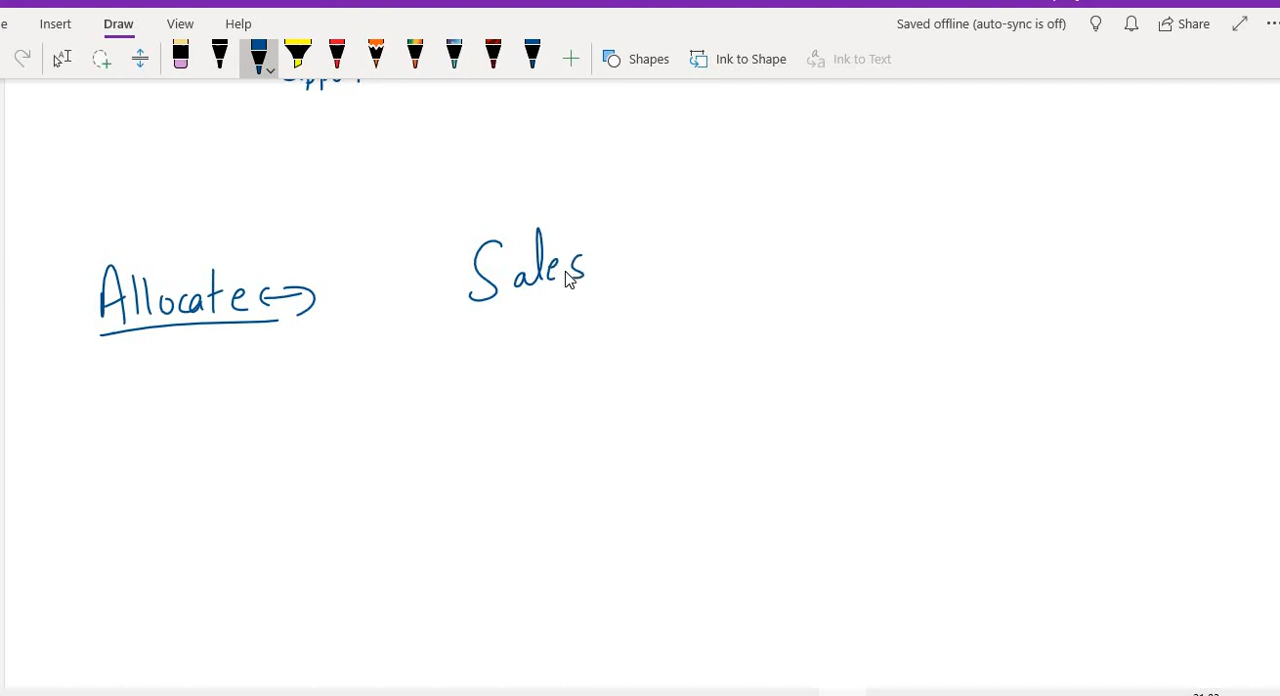 Insert Draw View Help Saved offline (auto-sync is off) Share
Shapes Ink to Shape Ink to Text
Sales
Allocate